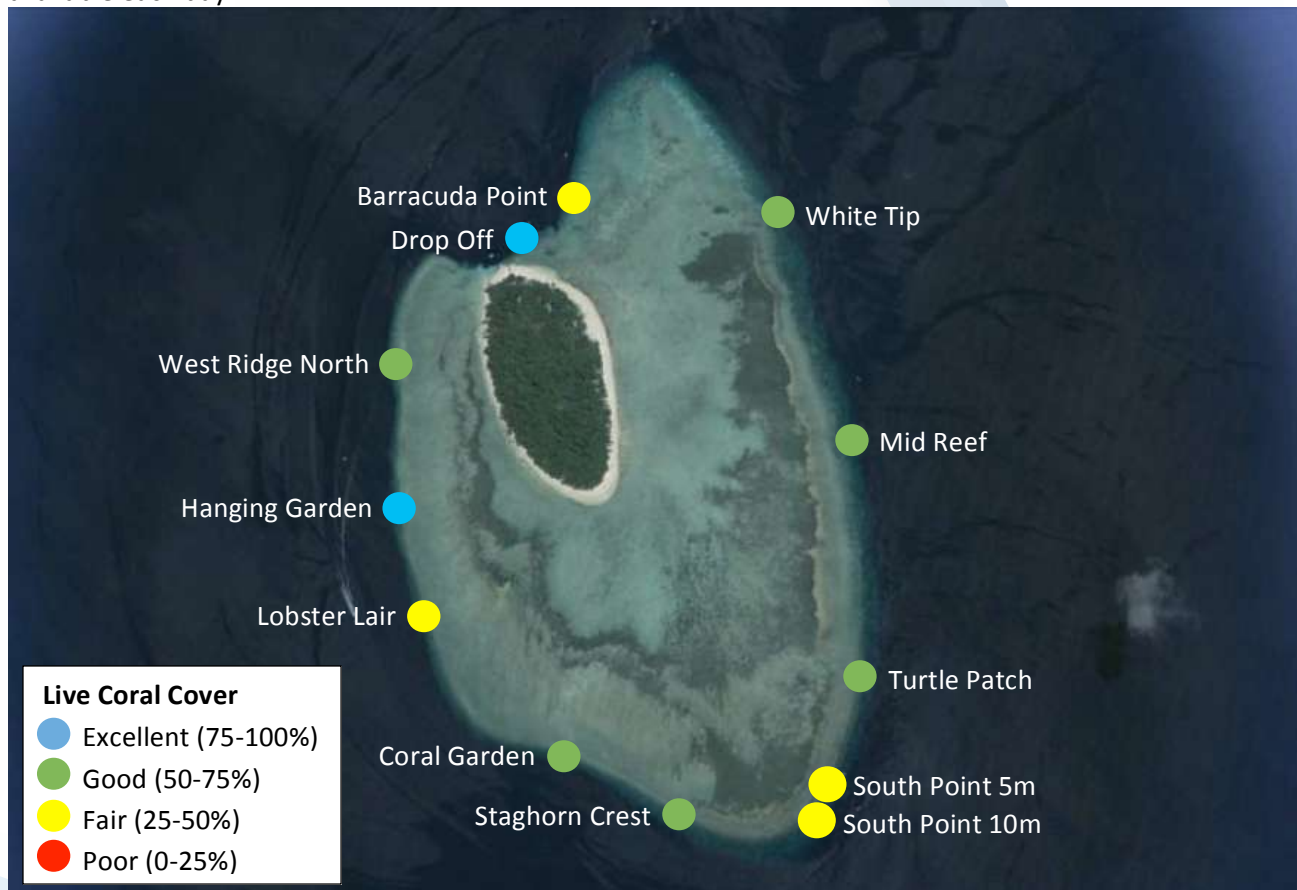 Barracuda Point
Drop Off
White Tip
West Ridge North
Mid Reef
Hanging Garden
Lobster Lair
Turtle Patch
Coral Garden
South Point 5m
Staghorn Crest
South Point 10m
Live Coral Cover
Excellent (75-100%)
Good (50-75%)
Fair (25-50%)
Poor (0-25%)